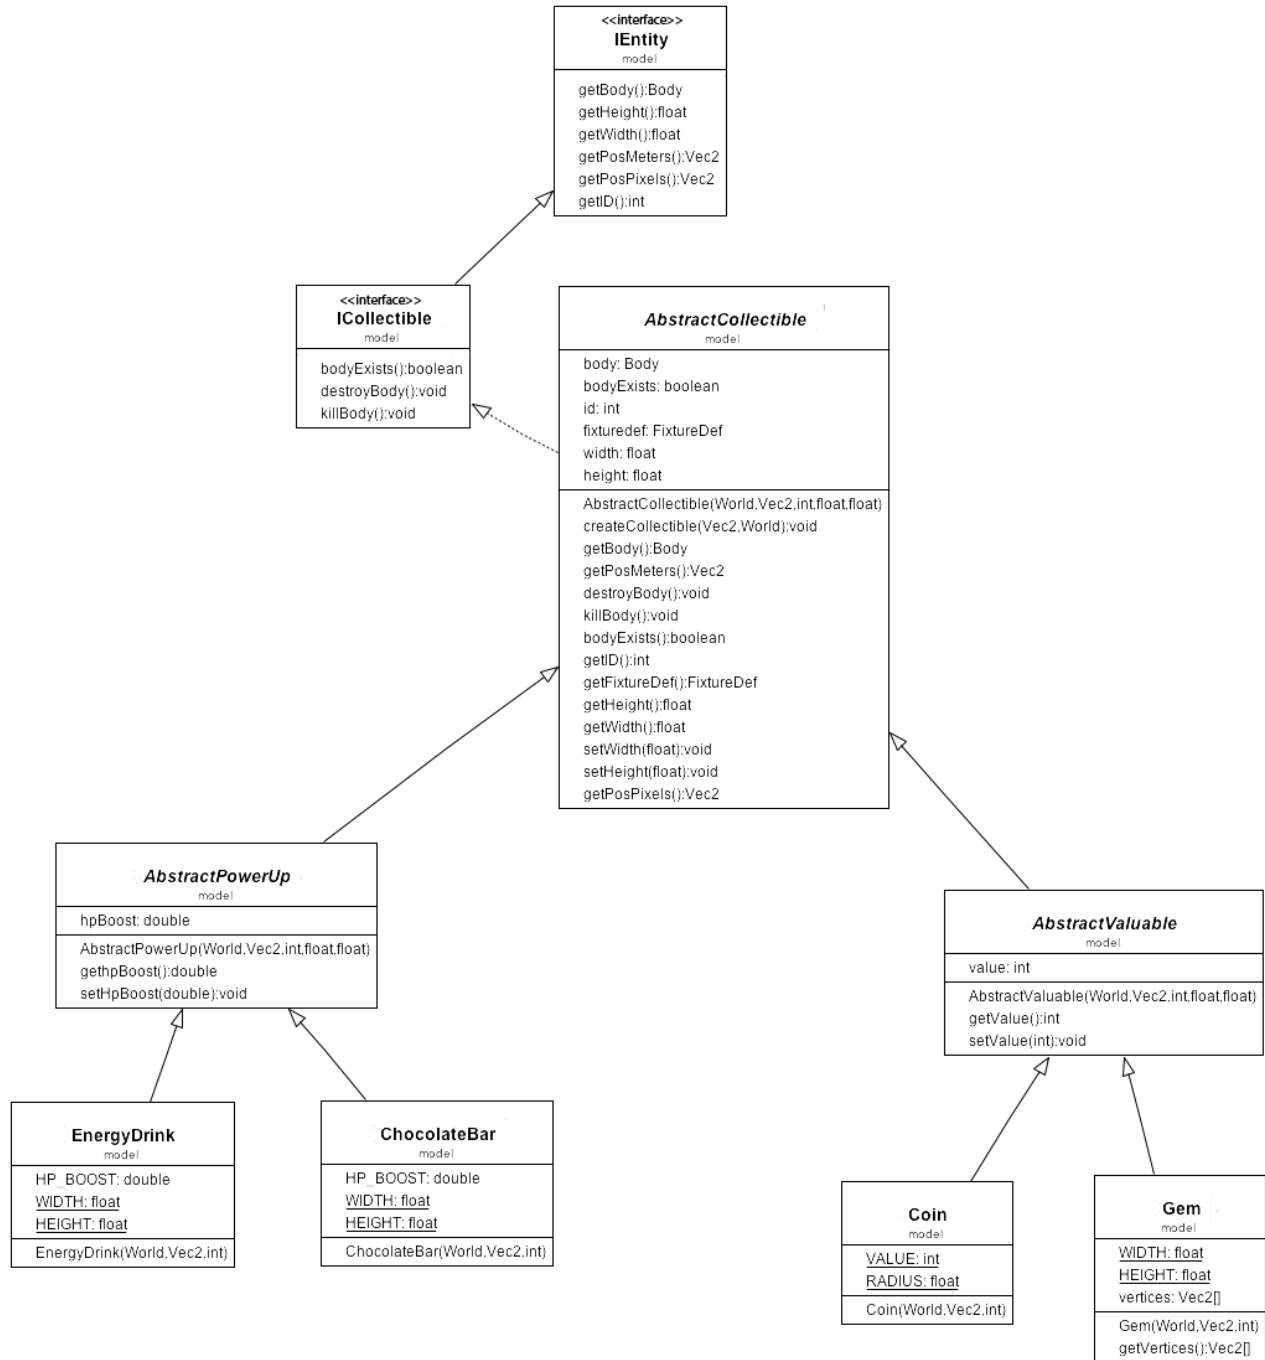 <<interface>>
IEntity
model
getBody():Body
getHeight():float
getWidth():float
getPosMeters():Vec2
getPosPixels():Vec2
getID():int
<<interface>>
ICollectible
model
bodyExists():boolean
destroyBody():void
killBody():void
AbstractCollectible
model
body: Body
bodyExists: boolean
id: int
fixturedef: FixtureDef
width: float
height: float
AbstractCollectible(World,Vec2,int,float,float)
createCollectible(Vec2,World):void
getBody():Body
getPosMeters():Vec2
destroyBody():void
killBody():void
bodyExists():boolean
getID():int
getFixtureDef():FixtureDef
getHeight():float
getWidth():float
setWidth(float):void
setHeight(float):void
getPosPixels():Vec2
AbstractPowerUp
model
hpBoost: double
AbstractPowerUp(World,Vec2,int,float,float)
gethpBoost():double
setHpBoost(double):void
AbstractValuable
model
value: int
AbstractValuable(World,Vec2,int,float,float)
getValue():int
setValue(int):void
EnergyDrink
model
HP_BOOST: double
WIDTH: float
HEIGHT: float
EnergyDrink(World,Vec2,int)
ChocolateBar
model
HP_BOOST: double
WIDTH: float
HEIGHT: float
ChocolateBar(World,Vec2,int)
Coin
model
VALUE: int
RADIUS: float
Coin(World,Vec2,int)
Gem
model
WIDTH: float
HEIGHT: float
vertices: Vec2[]
Gem(World,Vec2,int)
getVertices():Vec2[]